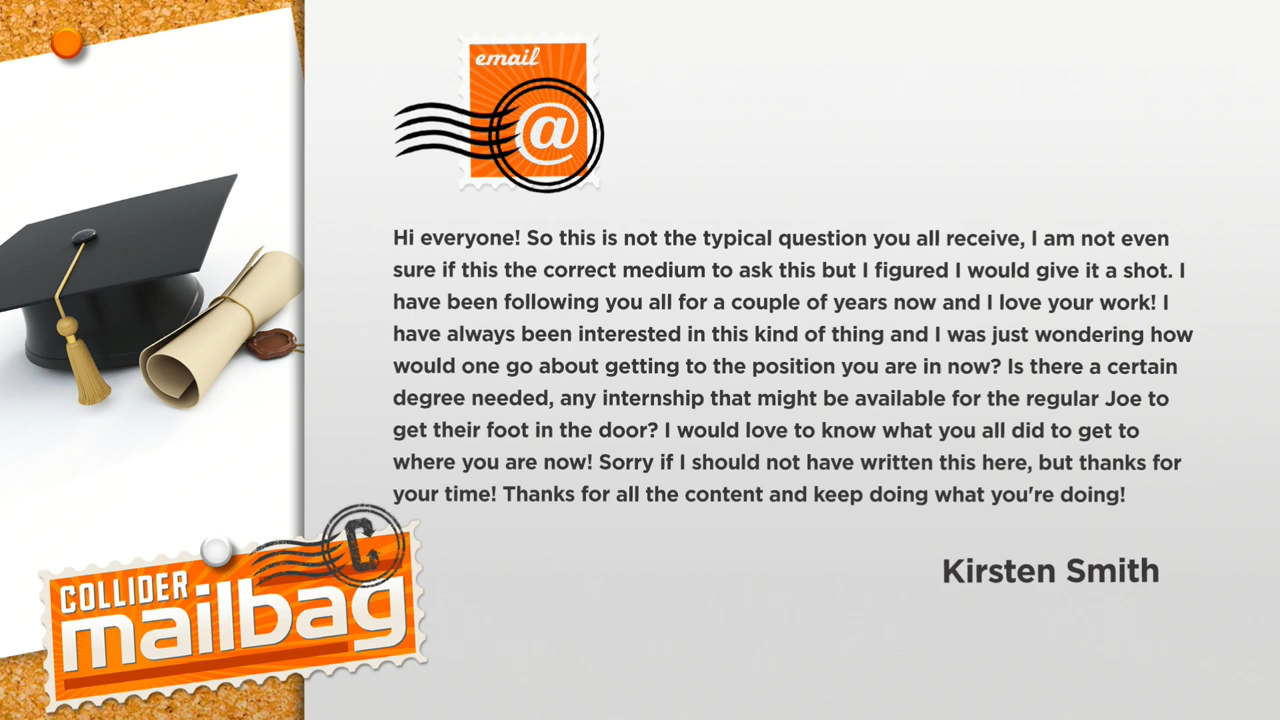 email
@
Hi everyone! So this is not the typical question you all receive, I am not even
sure if this the correct medium to ask this but I figured I would give it a shot. I
have been following you all for a couple of years now and I love your work! I
have always been interested in this kind of thing and I was just wondering how
would one go about getting to the position you are in now? Is there a certain
degree needed, any internship that might be available for the regular Joe to
get their foot in the door? I would love to know what you all did to get to
where you are now! Sorry if I should not have written this here, but thanks for
your time! Thanks for all the content and keep doing what you're doing!
Kirsten Smith
C
COLLIDER
mailbag